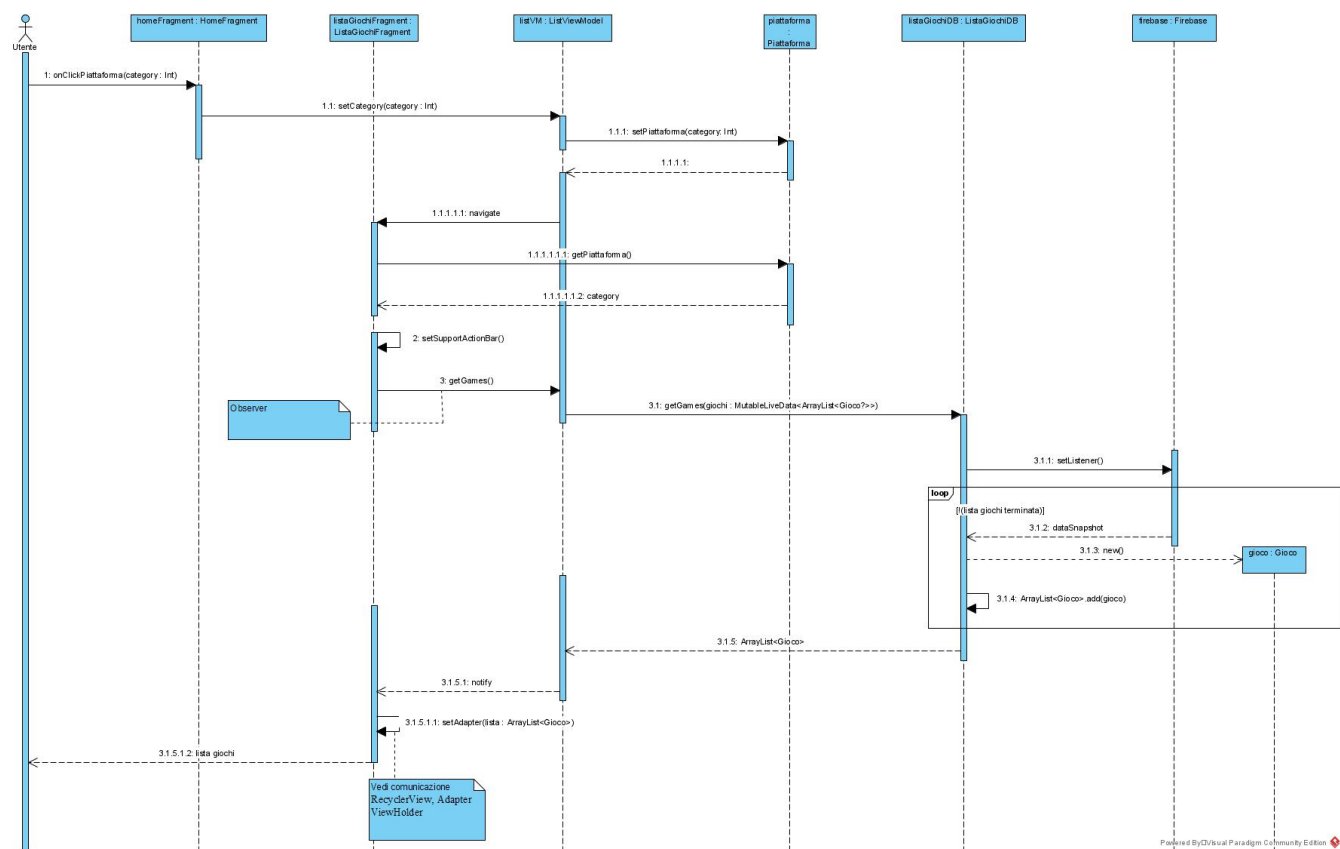 homeFragment : HomeFragment
listaGiochiFragment :
ListaGiochiFragment
listVM : ListViewModel
piattaforma
:
Piattaforma
listaGiochiDB : ListaGiochiDB
firebase : Firebase
Utente
1: onClickPiattaforma(category : Int)
1.1: setCategory(category : Int)
1.1.1: setPiattaforma(category: Int)
1.1.1.1:
1.1.1.1.1: navigate
1.1.1.1.1.1: getPiattaforma()
1.1.1.1.1.2: category
2: setSupportActionBar()
3: getGames()
Observer
3.1: getGames(giochi : MutableLiveData<ArrayList<Gioco?>>)
3.1.1: setListener()
loop
[!(lista giochi terminata)]
3.1.2: dataSnapshot
3.1.3: new()
gioco : Gioco
3.1.4: ArrayList<Gioco>.add(gioco)
3.1.5: ArrayList<Gioco>
3.1.5.1: notify
3.1.5.1.1: setAdapter(lista : ArrayList<Gioco>)
3.1.5.1.2: lista giochi
Vedi comunicazione
RecyclerView, Adapter
ViewHolder
Powered By Visual Paradigm Community Edition